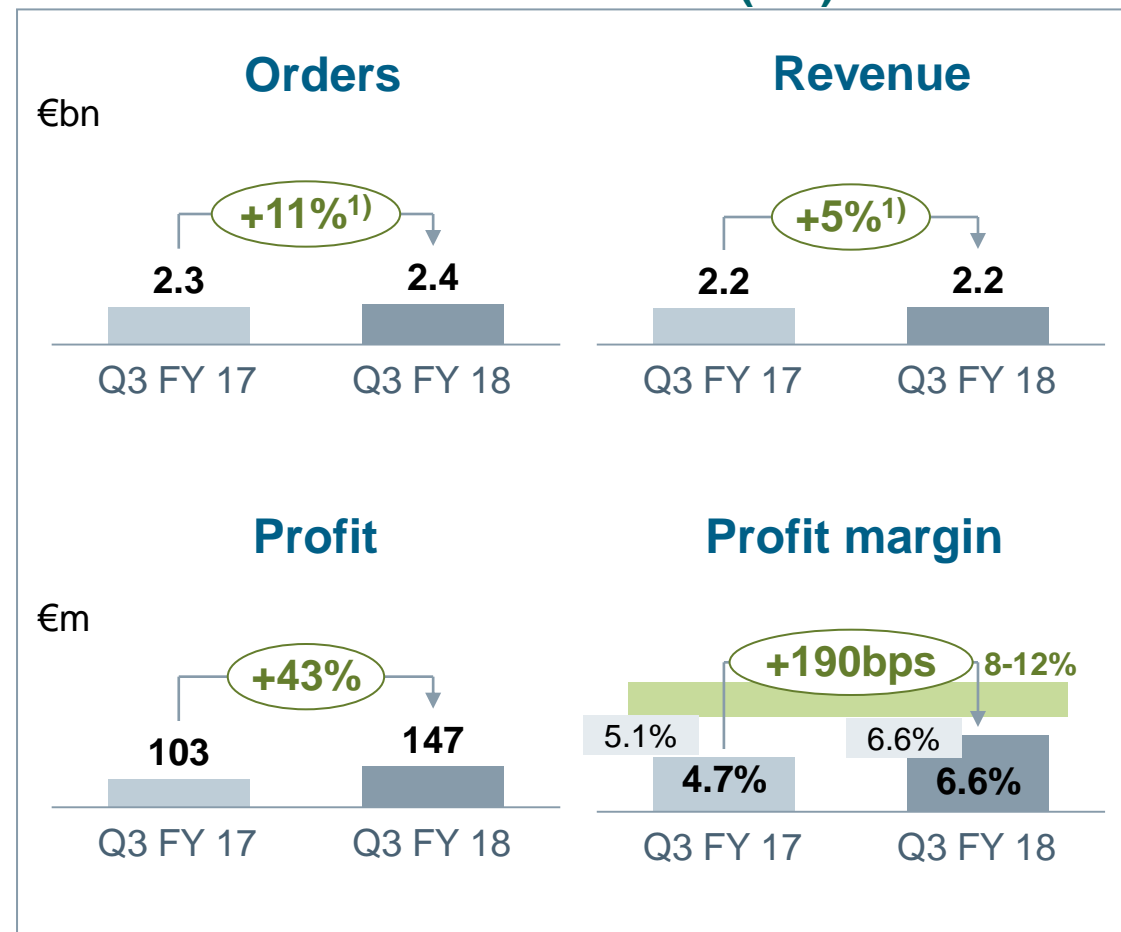 Orders
Revenue
€bn
+11%1)
+5%1)
2.3
2.4
2.2
2.2
Q3 FY 17
Q3 FY 18
Q3 FY 17
Q3 FY 18
Profit
Profit margin
€m
+43%
+190bps
8-12%
103
147
5.1%
6.6%
4.7%
6.6%
Q3 FY 17
Q3 FY 18
Q3 FY 17
Q3 FY 18